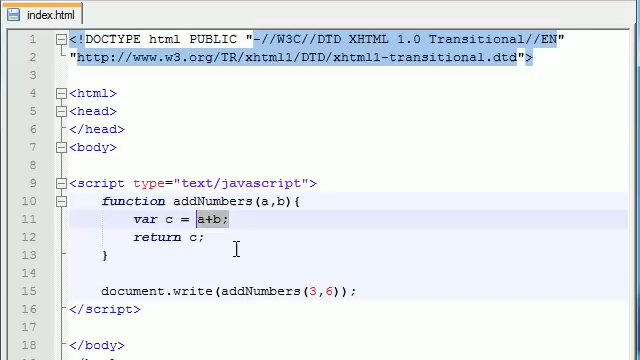 index.html
1 <!DOCTYPE html PUBLIC "-//W3C//DTD XHTML 1.0 Transitional//EN"
2 "http://www.w3.org/TR/xhtml1/DTD/xhtml1-transitional.dtd">
3
4 <html>
5 <head>
6 </head>
7 <body>
8
9 <script type="text/javascript">
10 function addNumbers(a,b){
11 var c = a+b;
12 return c;
13 }
14
15 document.write(addNumbers(3,6));
16 </script>
17
18 </body>